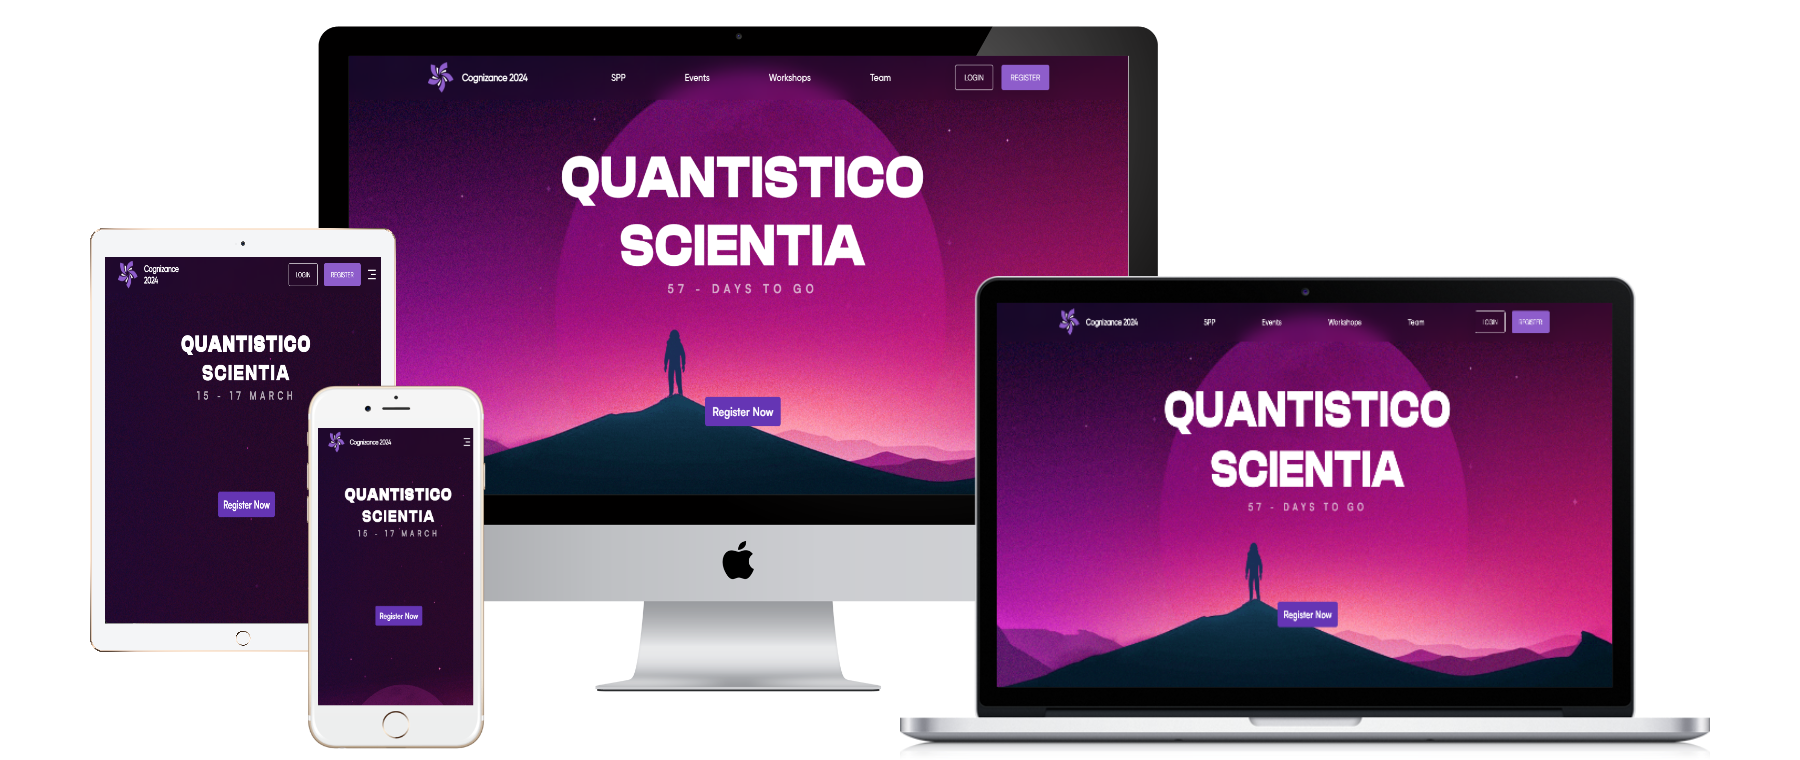 Cognizance 2024
SPP
Events
Workshops
Team
LOGIN
REGISTER
QUANTISTICO
SCIENTIA
57 - DAYS TO GO
Register Now
Cognizance
2024
LOGIN
REGISTER
QUANTISTICO
SCIENTIA
15 - 17 MARCH
Register Now
Cognizance 2024
QUANTISTICO
SCIENTIA
15 - 17 MARCH
Register Now
Cognizance 2024
SPP
Events
Workshops
Team
LOGIN
REGISTER
QUANTISTICO
SCIENTIA
57 - DAYS TO GO
Register Now